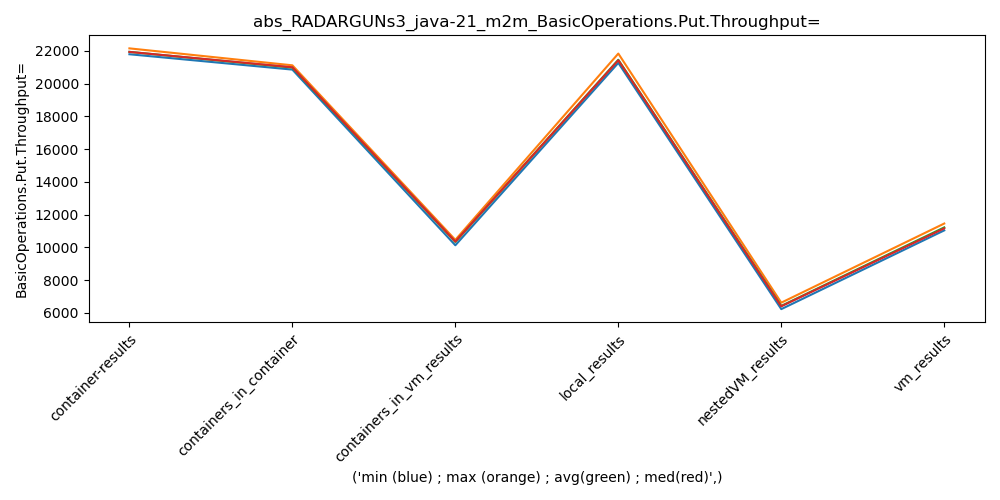 abs_RADARGUNs3_java-21_m2m_BasicOperations.Put.Throughput=
BasicOperations.Put.Throughput=
22000
20000
18000
16000
14000
12000
10000
8000
6000
container-results
containers_in_container
containers_in_vm_results
local_results
nestedVM_results
vm_results
('min (blue) ; max (orange) ; avg(green) ; med(red)',)